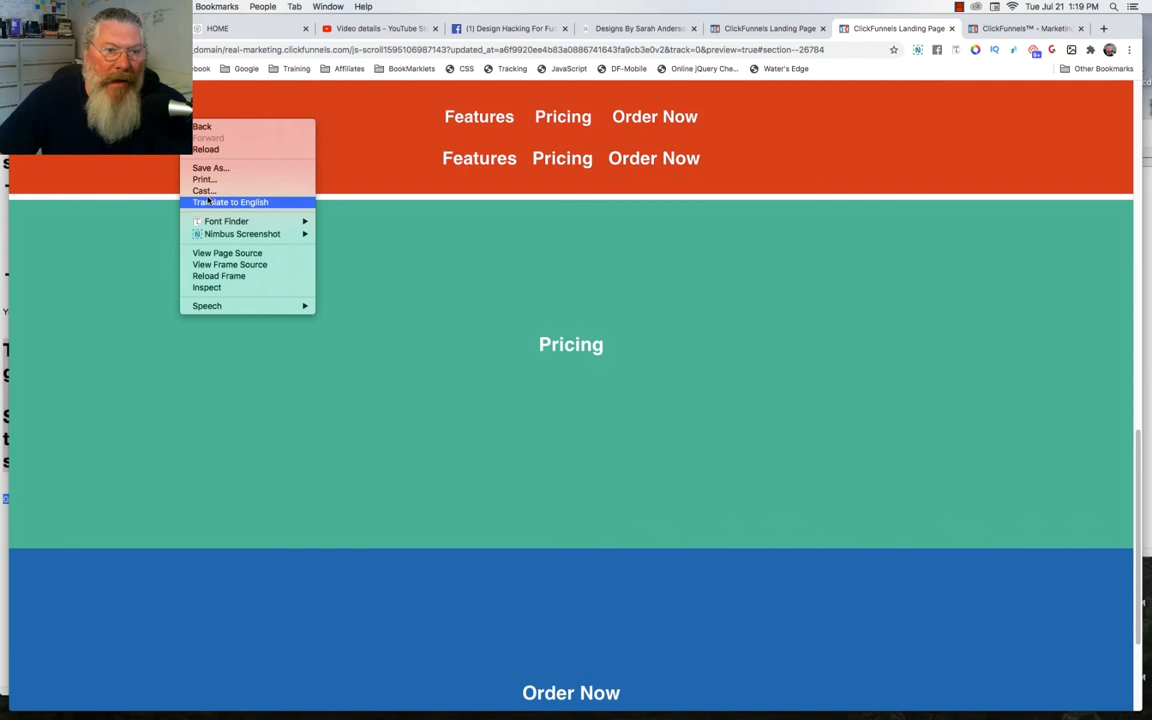 Bookmarks People Tab Window Help Tue Jul 21 1:19 PM
HOME Video details - YouTube St (1) Design Hacking For Fu Designs By Sarah Anderso ClickFunnels Landing Page ClickFunnels Landing Page ClickFunnels™ - Marketin
domain/real-marketing.clickfunnels.com/js-scroll1595106987143?updated_at=a6f9920ee4b83a0886741643fa9cb3e0v2&track=0&preview=true#section--26784
book Google Training Affiliates BookMarklets CSS Tracking JavaScript DF-Mobile Online jQuery Che... Water's Edge Other Bookmarks
Features Pricing Order Now
Features Pricing Order Now
Back
Forward
Reload
Save As...
Print...
Cast...
Translate to English
Font Finder
Nimbus Screenshot
View Page Source
View Frame Source
Reload Frame
Inspect
Speech
Pricing
Order Now